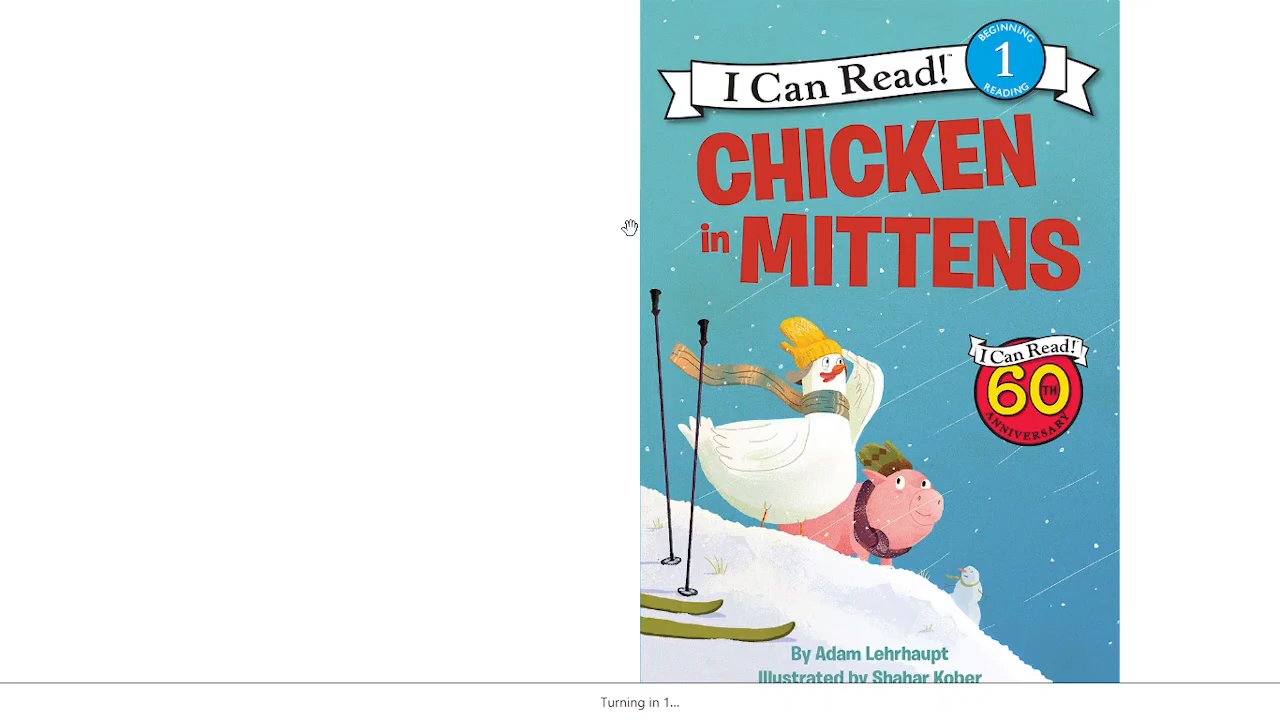 BEGINNING
1
READING
I Can Read!™
CHICKEN
in MITTENS
I Can Read!
60TH
ANNIVERSARY
By Adam Lehrhaupt
Illustrated by Shahar Kober
Turning in 1...